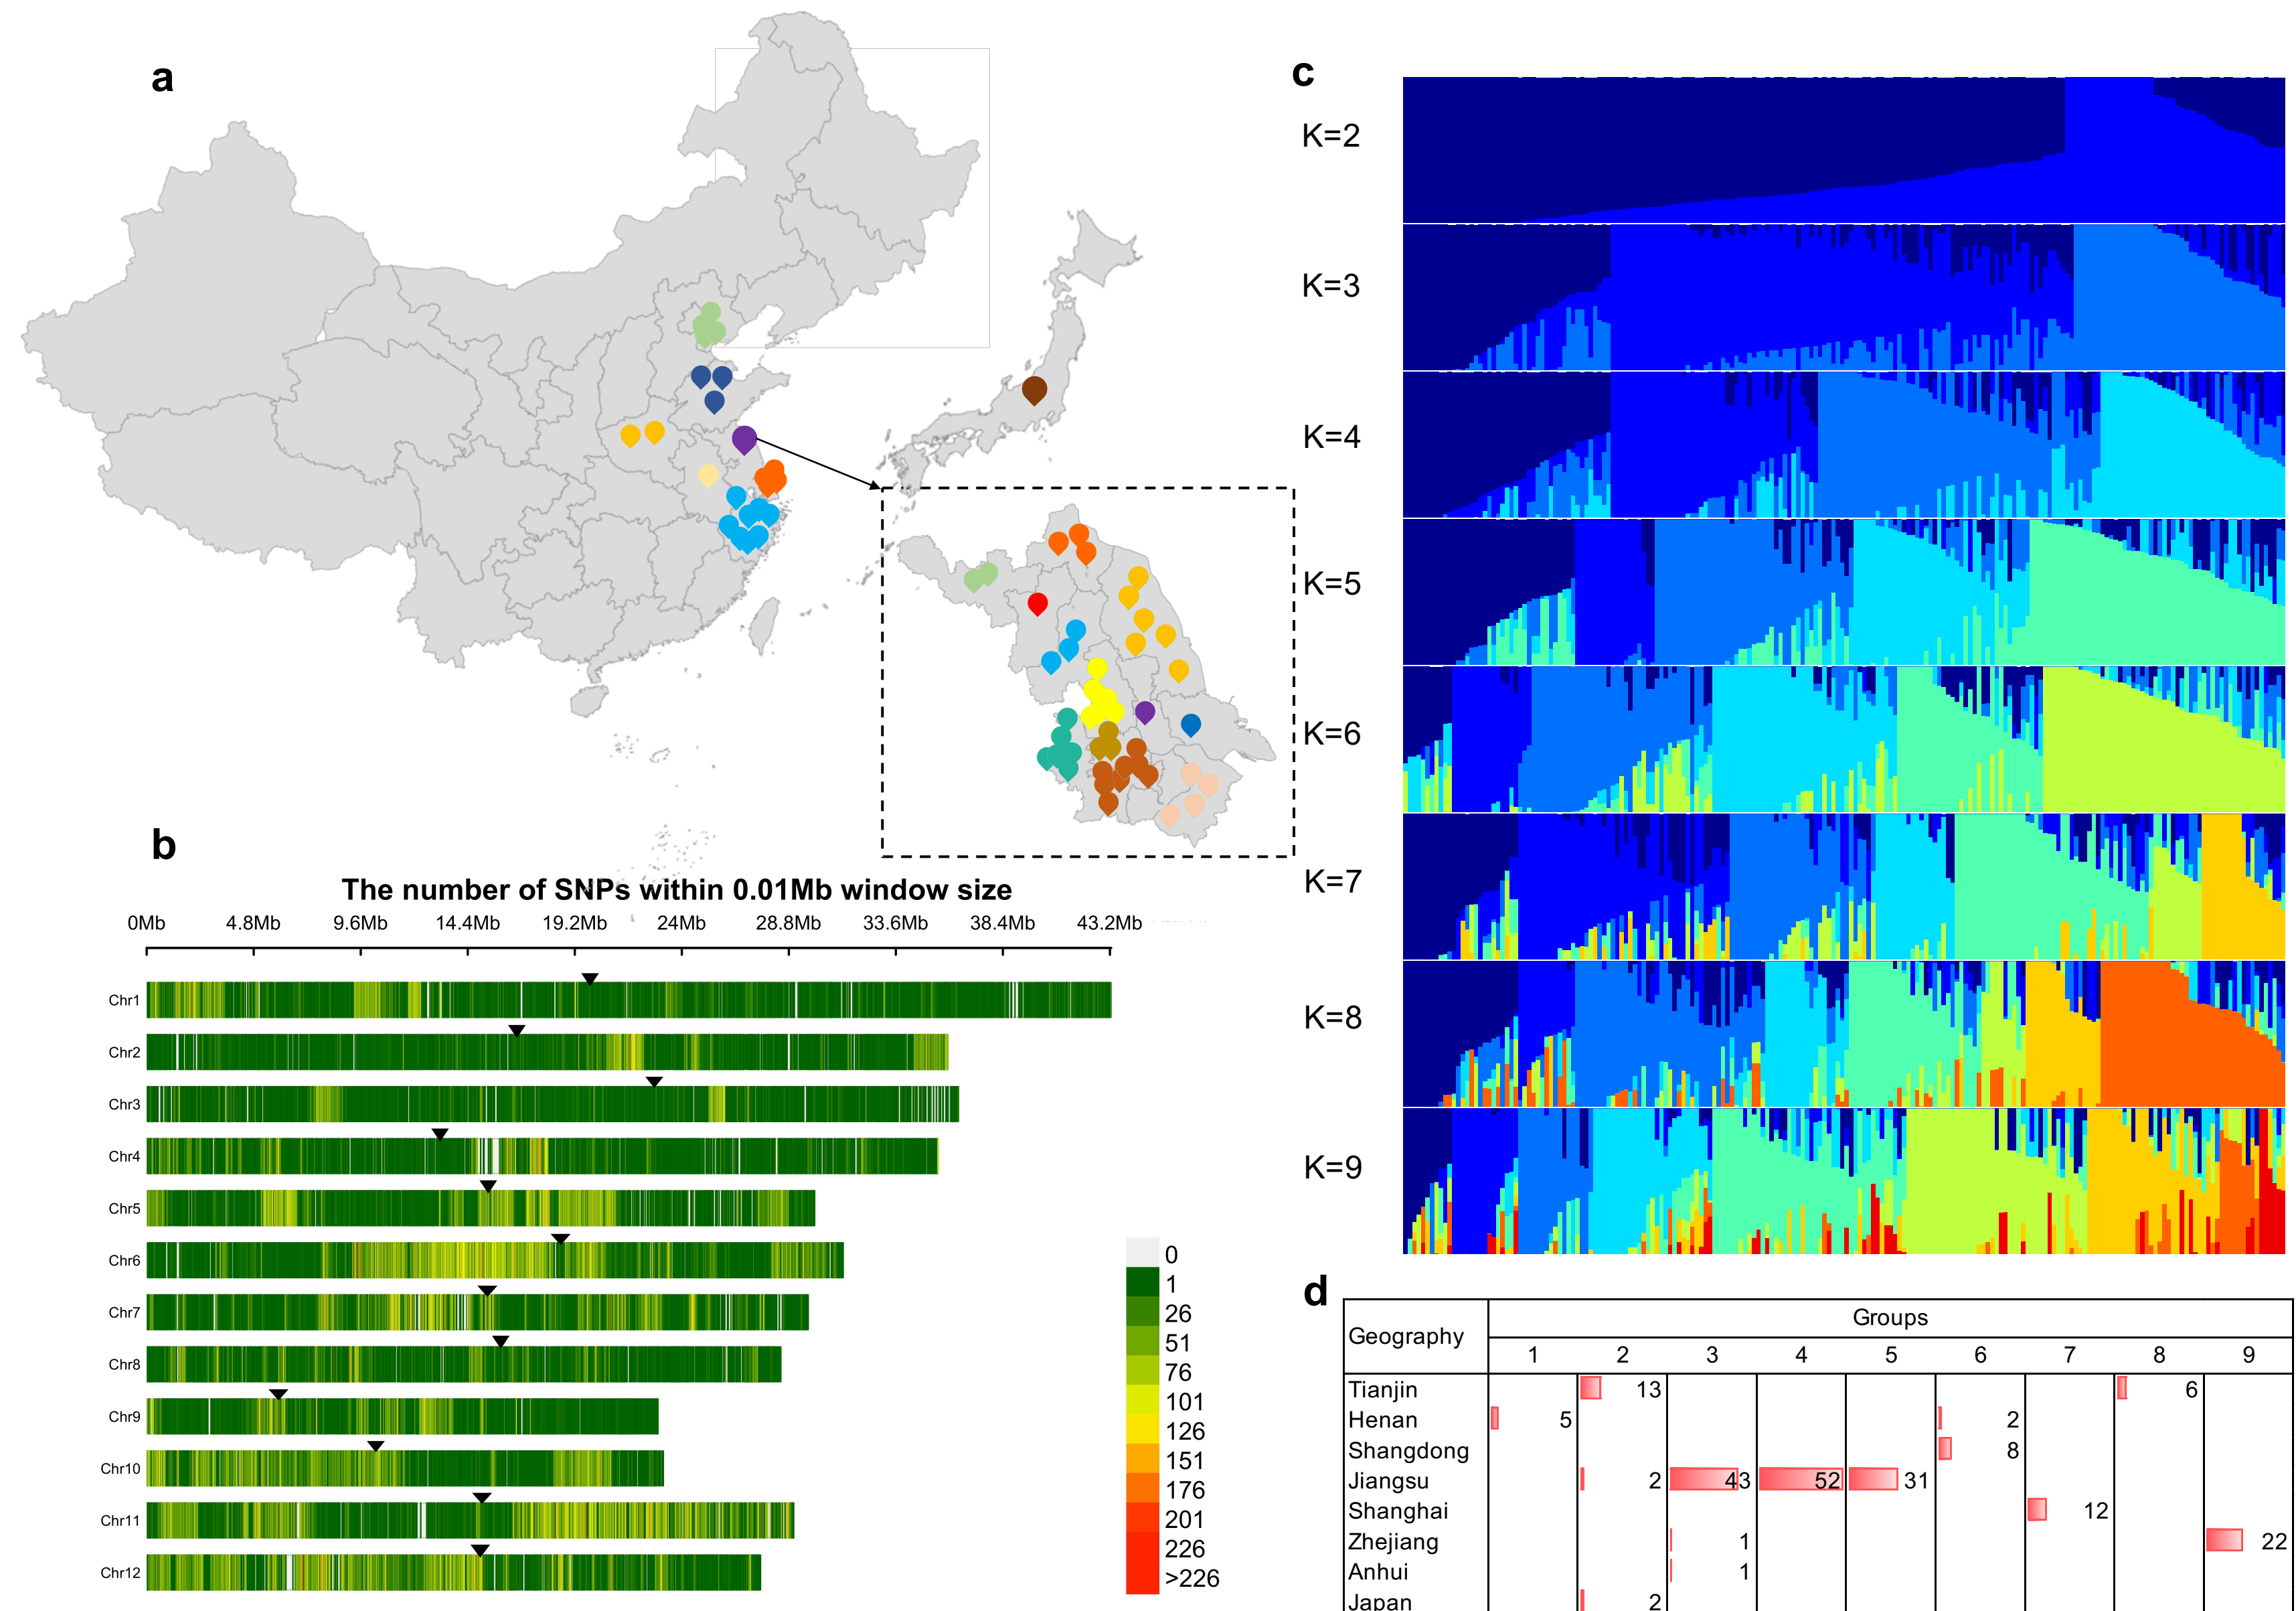 a
b
The number of SNPs within 0.01Mb window size
0Mb 4.8Mb 9.6Mb 14.4Mb 19.2Mb 24Mb 28.8Mb 33.6Mb 38.4Mb 43.2Mb
Chr1
Chr2
Chr3
Chr4
Chr5
Chr6
Chr7
Chr8
Chr9
Chr10
Chr11
Chr12
0
1
26
51
76
101
126
151
176
201
226
>226
c
K=2
K=3
K=4
K=5
K=6
K=7
K=8
K=9
d
Geography Groups
1 2 3 4 5 6 7 8 9
Tianjin 13 6
Henan 5 2
Shangdong 8
Jiangsu 2 43 52 31
Shanghai 12
Zhejiang 1 22
Anhui 1
Japan 2